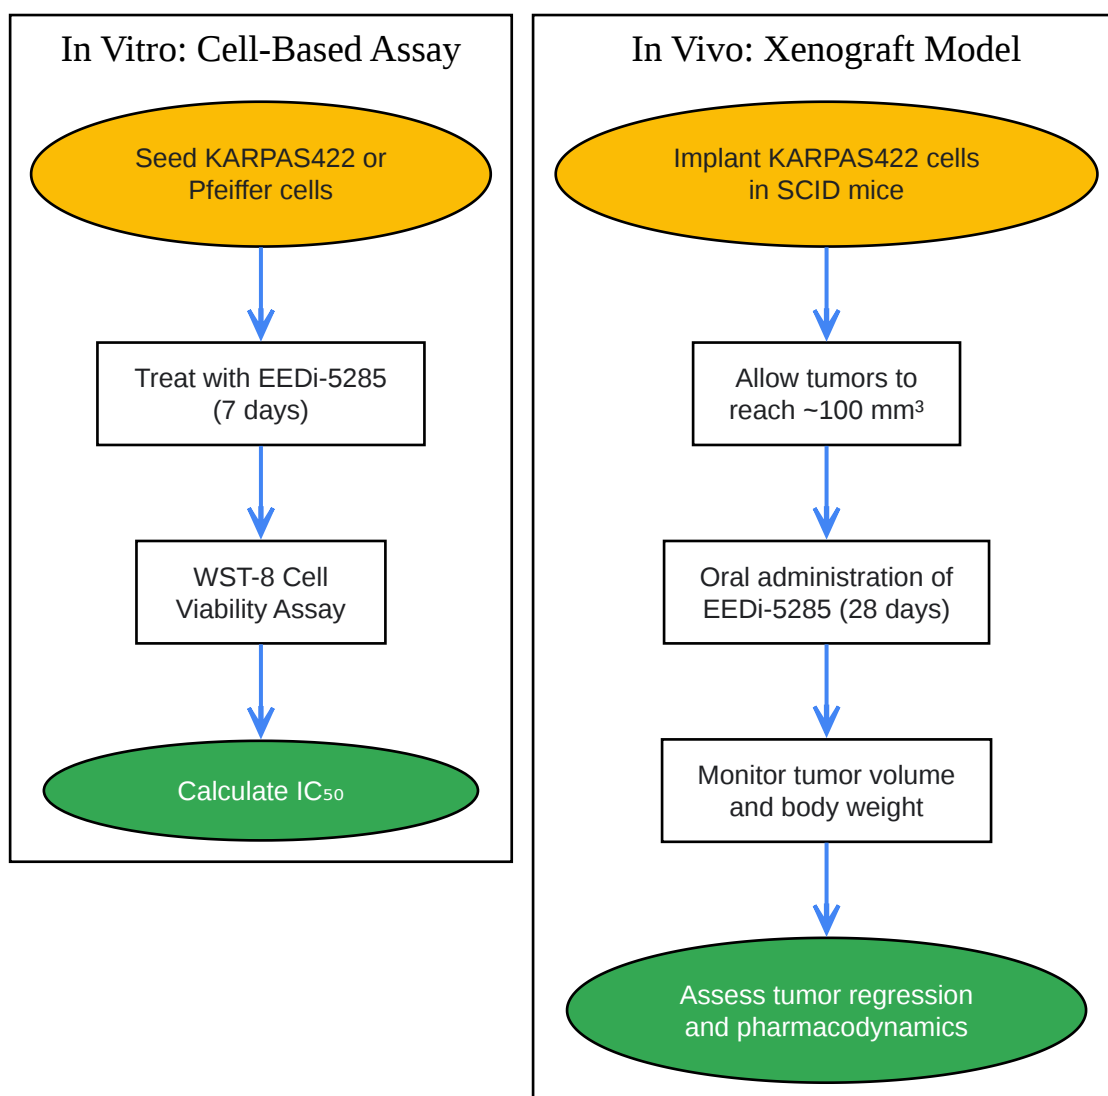 In Vitro: Cell-Based Assay
Seed KARPAS422 or
Pfeiffer cells
Treat with EEDi-5285
(7 days)
WST-8 Cell
Viability Assay
Calculate IC₅₀
In Vivo: Xenograft Model
Implant KARPAS422 cells
in SCID mice
Allow tumors to
reach ~100 mm³
Oral administration of
EEDi-5285 (28 days)
Monitor tumor volume
and body weight
Assess tumor regression
and pharmacodynamics